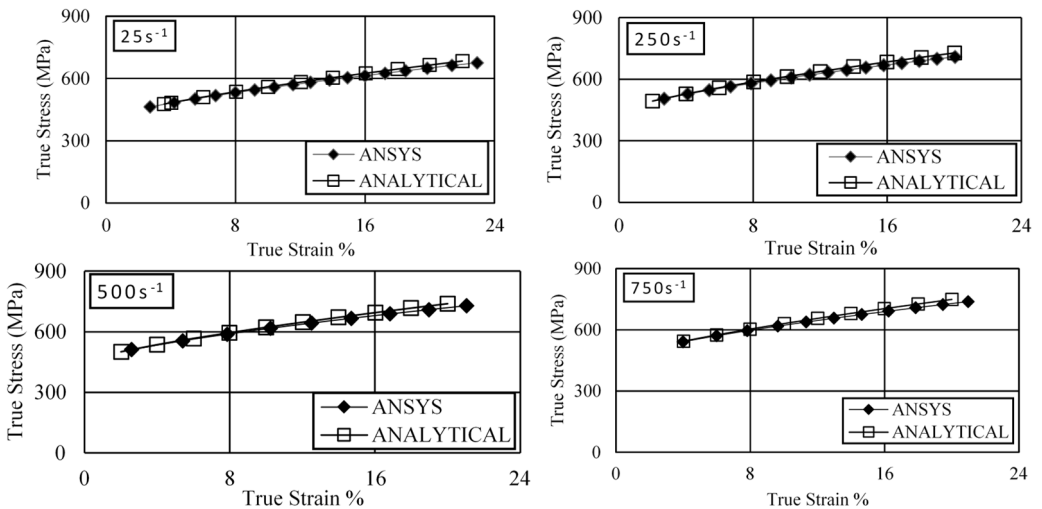 900
600
300
0
0
8
16
24
True Stress (MPa)
True Strain %
25s⁻¹
ANSYS
ANALYTICAL
900
600
300
0
0
8
16
24
True Stress (MPa)
True Strain %
250s⁻¹
ANSYS
ANALYTICAL
900
600
300
0
0
8
16
24
True Stress (MPa)
True Strain %
500s⁻¹
ANSYS
ANALYTICAL
900
600
300
0
0
8
16
24
True Stress (MPa)
True Strain %
750s⁻¹
ANSYS
ANALYTICAL